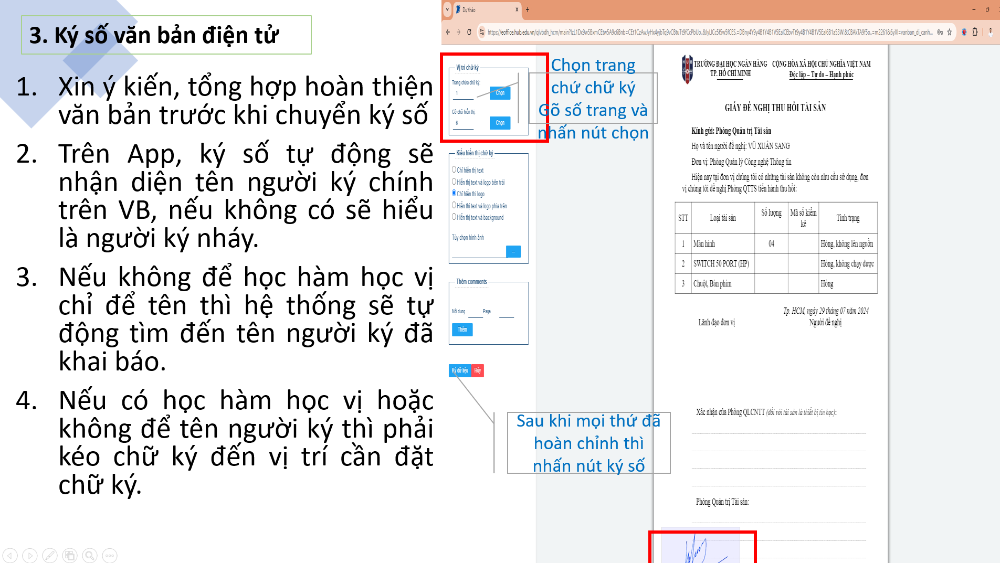 3. Ký số văn bản điện tử
1. Xin ý kiến, tổng hợp hoàn thiện
văn bản trước khi chuyển ký số
2. Trên App, ký số tự động sẽ
nhận diện tên người ký chính
trên VB, nếu không có sẽ hiểu
là người ký nháy.
3. Nếu không để học hàm học vị
chỉ để tên thì hệ thống sẽ tự
động tìm đến tên người ký đã
khai báo.
4. Nếu có học hàm học vị hoặc
không để tên người ký thì phải
kéo chữ ký đến vị trí cần đặt
chữ ký.
Dự thảo
Vị trí chữ ký
Trang chứa chữ ký:
1 Chọn
Cỡ chữ hiển thị:
6 Chọn
Chọn trang
chứ chữ ký
Gõ số trang và
nhấn nút chọn
Kiểu hiển thị chữ ký
Chỉ hiển thị text
Hiển thị text và logo bên trái
Chỉ hiển thị logo
Hiển thị text và logo phía trên
Hiển thị text và background
Tùy chọn hình ảnh
...
Thêm comments
Nội dung Page
Thêm
Ký dữ liệu Hủy
Sau khi mọi thứ đã
hoàn chỉnh thì
nhấn nút ký số
HUB
TRƯỜNG ĐẠI HỌC NGÂN HÀNG CỘNG HÒA XÃ HỘI CHỦ NGHĨA VIỆT NAM
TP. HỒ CHÍ MINH Độc lập – Tự do – Hạnh phúc
GIẤY ĐỀ NGHỊ THU HỒI TÀI SẢN
Kính gửi: Phòng Quản trị Tài sản
Họ và tên người đề nghị: VŨ XUÂN SANG
Đơn vị: Phòng Quản lý Công nghệ Thông tin
Hiện nay tại đơn vị chúng tôi có những tài sản không còn nhu cầu sử dụng, đơn
vị chúng tôi đề nghị Phòng QTTS tiến hành thu hồi:
STT Loại tài sản Số lượng Mã số kiểm Tình trạng
kê
1 Màn hình 04 Hỏng, không lên nguồn
2 SWITCH 50 PORT (HP) Hỏng, không chạy được
3 Chuột, Bàn phím Hỏng
Tp. HCM, ngày 29 tháng 07 năm 2024
Lãnh đạo đơn vị Người đề nghị
Xác nhận của Phòng QLCNTT (đối với tài sản là thiết bị tin học):
Phòng Quản trị Tài sản: